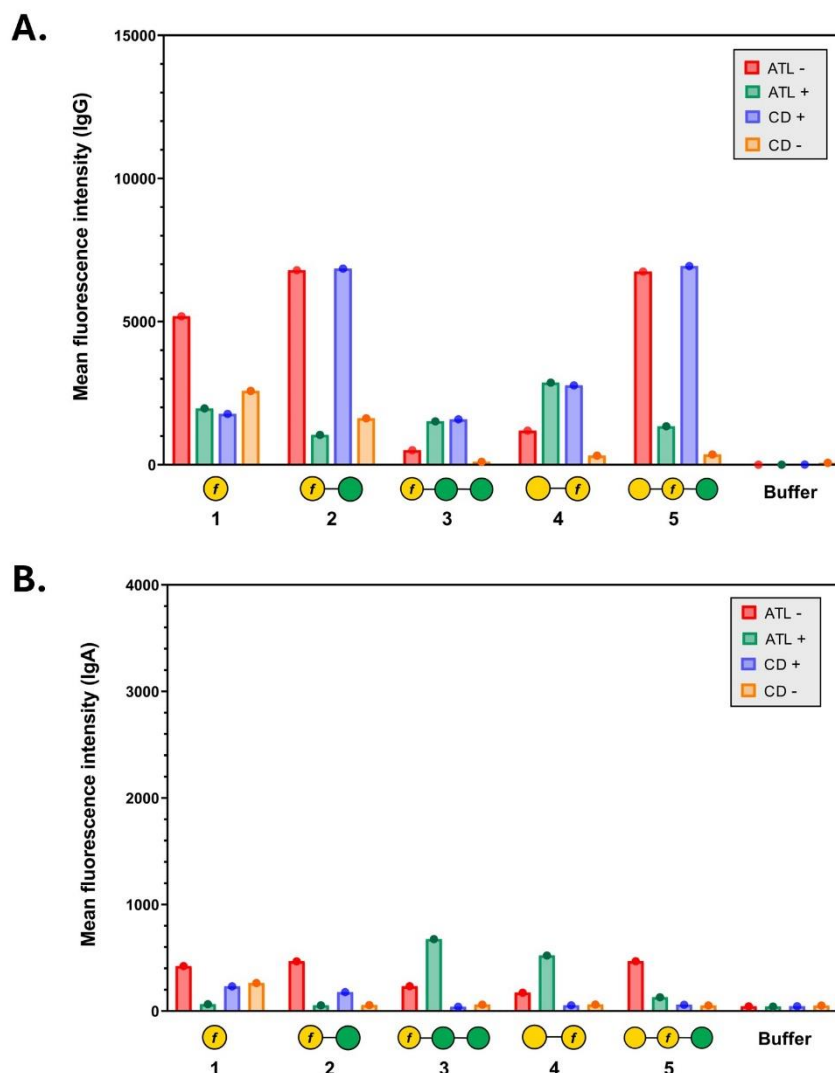 A.
Mean fluorescence intensity (IgG)
15000
10000
5000
0
ATL -
ATL +
CD +
CD -
f f f f f
1 2 3 4 5 Buffer
B.
Mean fluorescence intensity (IgA)
4000
3000
2000
1000
0
ATL -
ATL +
CD +
CD -
f f f f f
1 2 3 4 5 Buffer